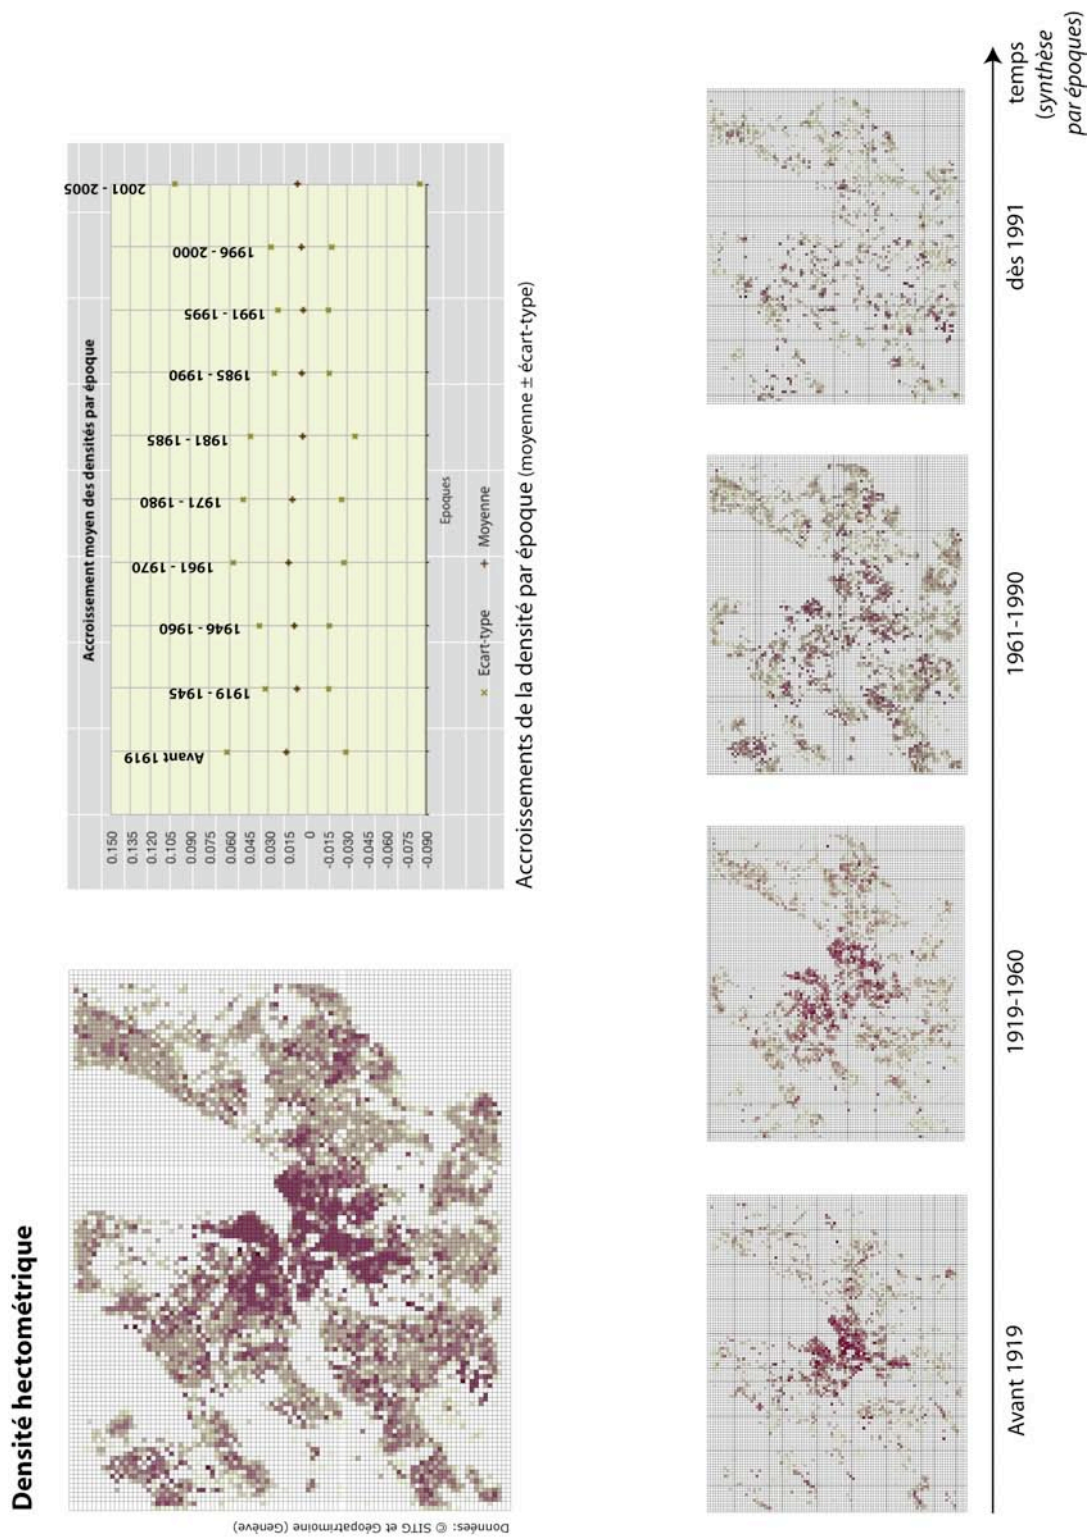 Densité hectométrique
Données: © SITG et Géopatrimoine (Genève)
Accroissement moyen des densités par époque
0.150
0.135
0.120
0.105
0.090
0.075
0.060
0.045
0.030
0.015
0
-0.015
-0.030
-0.045
-0.060
-0.075
-0.090
Avant 1919
1919 - 1945
1946 - 1960
1961 - 1970
1971 - 1980
1981 - 1985
1985 - 1990
1991 - 1995
1996 - 2000
2001 - 2005
Epoques
Ecart-type
Moyenne
Accroissements de la densité par époque (moyenne ± écart-type)
Avant 1919
1919-1960
1961-1990
dès 1991
temps
(synthèse
par époques)